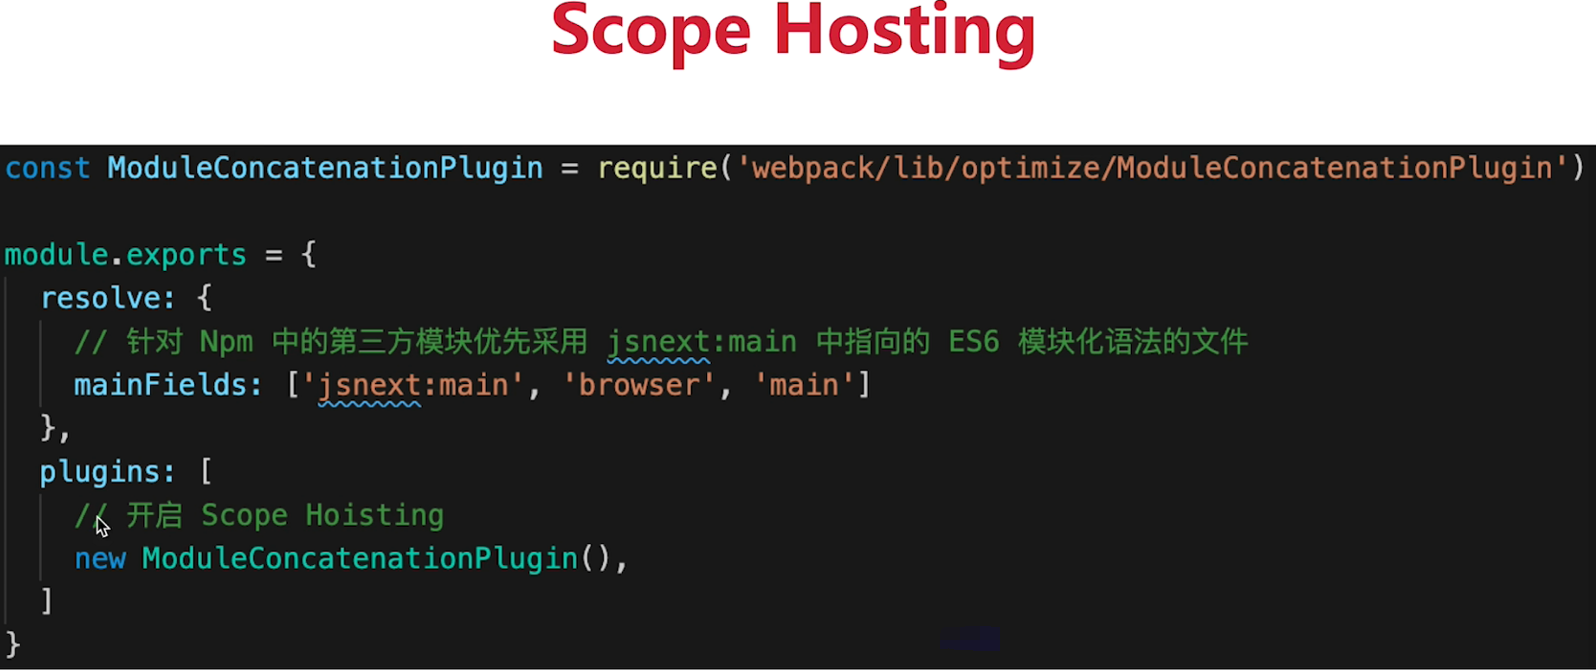 Scope Hosting
const ModuleConcatenationPlugin = require('webpack/lib/optimize/ModuleConcatenationPlugin')
module.exports = {
resolve: {
// 针对 Npm 中的第三方模块优先采用 jsnext:main 中指向的 ES6 模块化语法的文件
mainFields: ['jsnext:main', 'browser', 'main']
},
plugins: [
// 开启 Scope Hoisting
new ModuleConcatenationPlugin(),
]
}